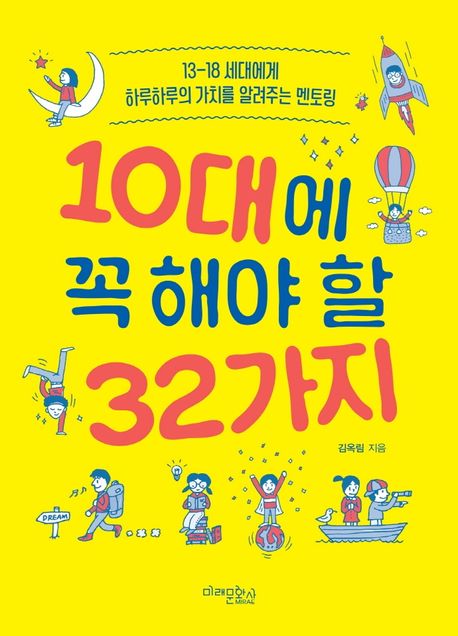 13-18 세대에게
하루하루의 가치를 알려주는 멘토링
10대에
꼭 해야 할
32가지
김옥림 지음
DREAM
미래문화사
MIRAE